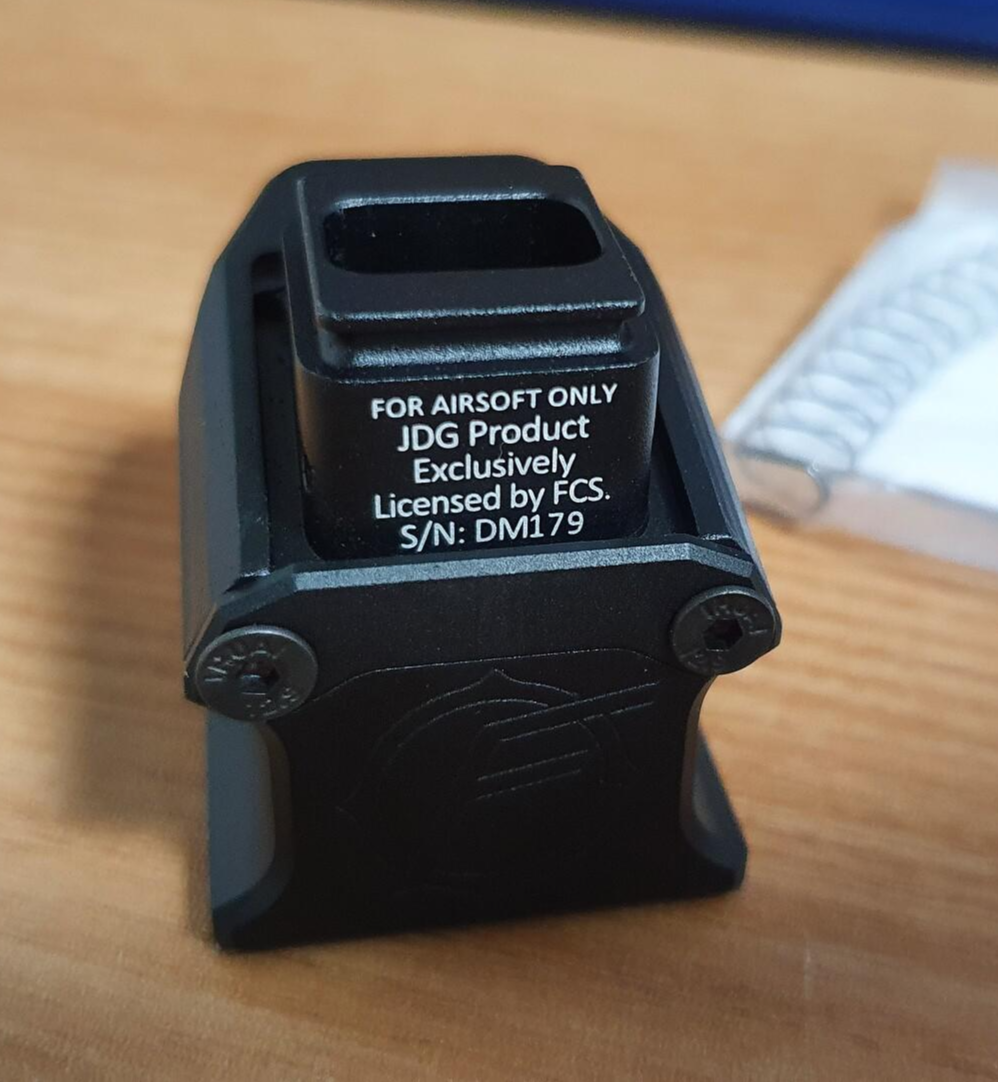 FOR AIRSOFT ONLY
JDG Product
Exclusively
Licensed by FCS.
S/N: DM179